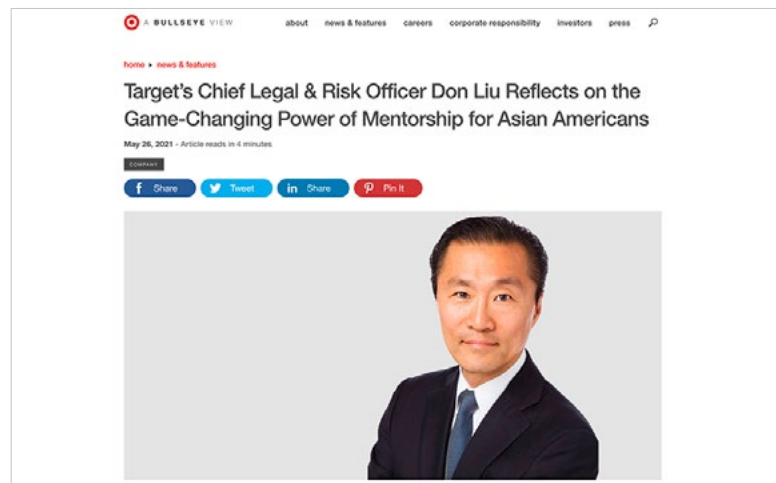 A BULLSEYE VIEW
about news & features careers corporate responsibility investors press
home ▸ news & features
Target's Chief Legal & Risk Officer Don Liu Reflects on the
Game-Changing Power of Mentorship for Asian Americans
May 26, 2021 - Article reads in 4 minutes
COMPANY
Share Tweet Share Pin It